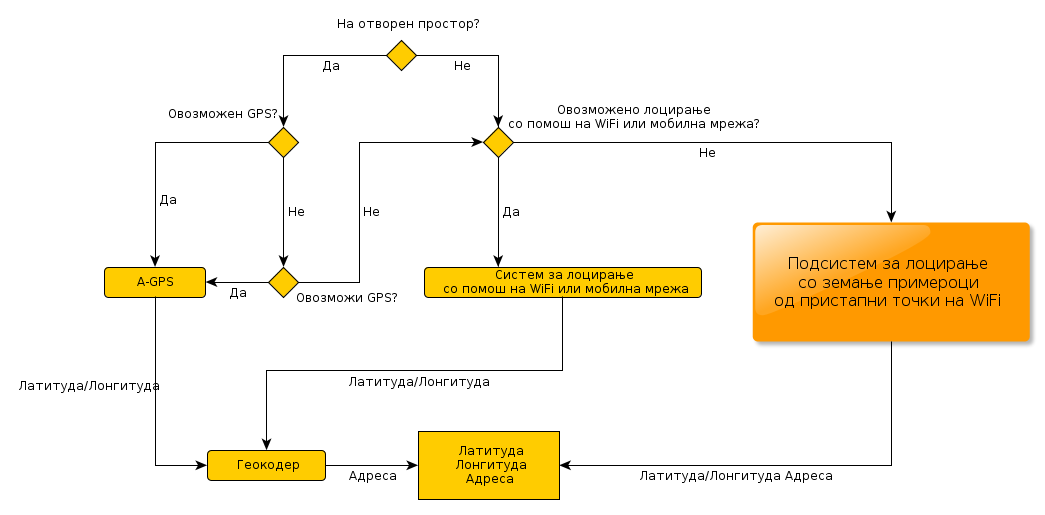 На отворен простор?
Да
Не
Овозможен GPS?
Овозможено лоцирање
со помош на WiFi или мобилна мрежа?
Не
Да
Не
Не
Да
A-GPS
Да
Овозможи GPS?
Систем за лоцирање
со помош на WiFi или мобилна мрежа
Подсистем за лоцирање
со земање примероци
од пристапни точки на WiFi
Латитуда/Лонгитуда
Латитуда/Лонгитуда
Геокодер
Адреса
Латитуда
Лонгитуда
Адреса
Латитуда/Лонгитуда Адреса